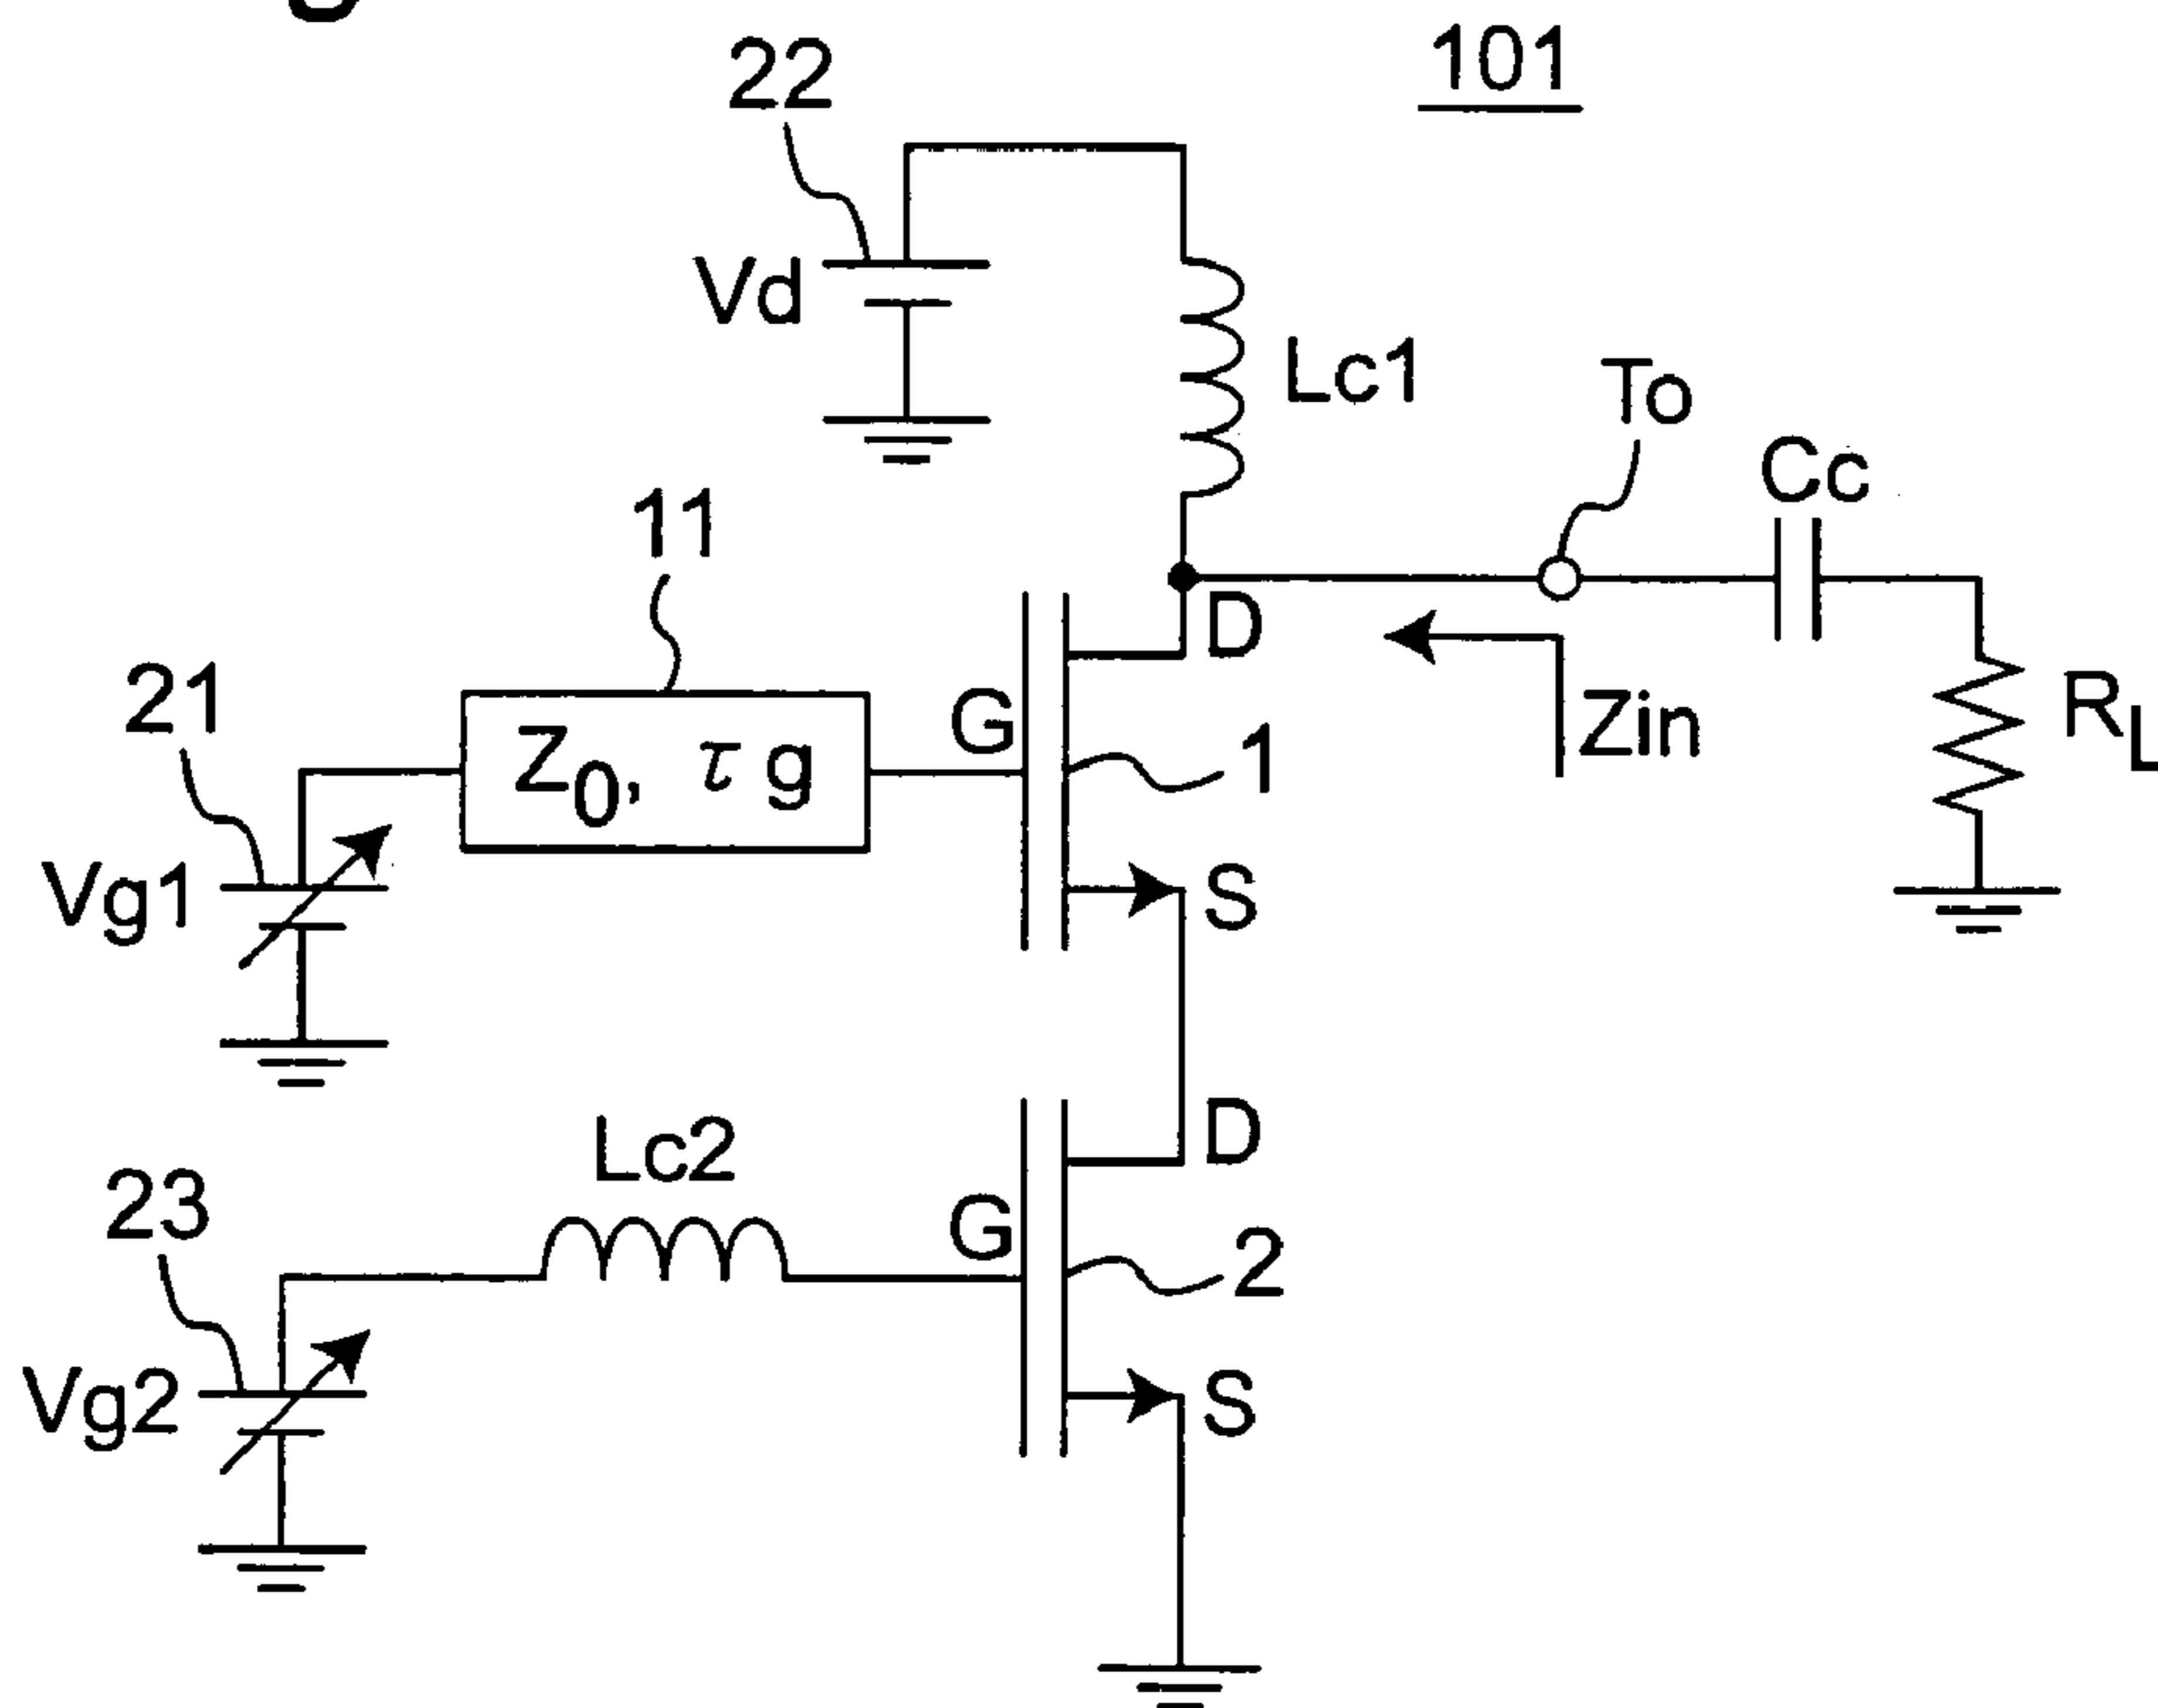 101
22
Vd
Lc1
To
Cc
11
D
21
G
Z0, τg
1
Zin
RL
Vg1
S
Lc2
D
23
G
2
Vg2
S